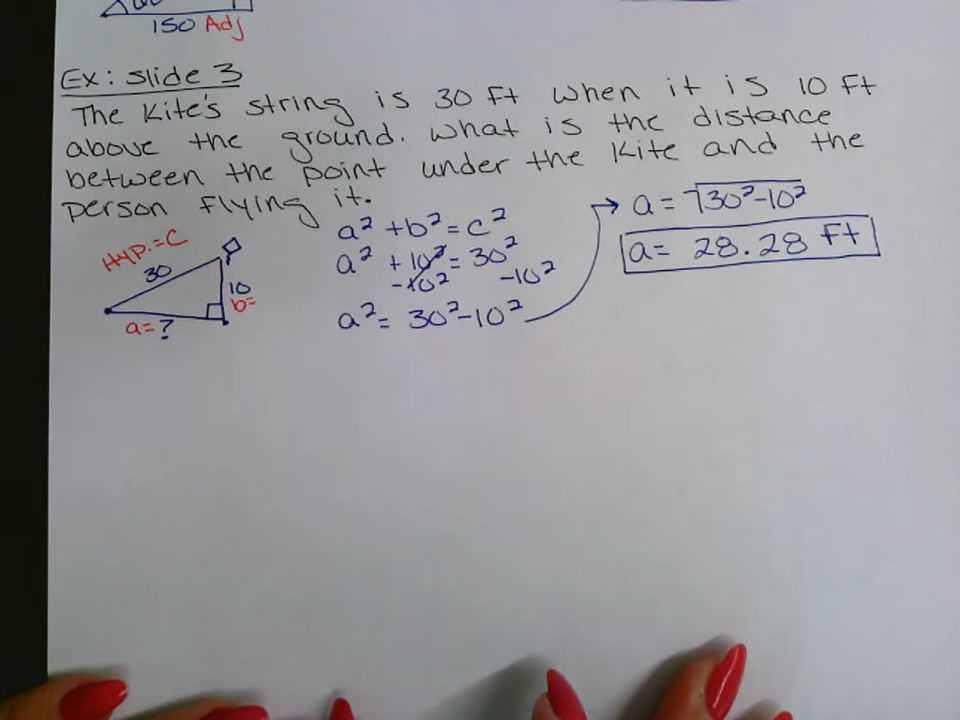 150 Adj
Ex: Slide 3
The Kite's string is 30 Ft when it is 10 Ft
above the ground. What is the distance
between the point under the Kite and the
person flying it.
Hyp.=C
30
10
b=
a=?
a²+b²=c²
a²+10²=30²
-10² -10²
a²= 30²-10²
a=√30²-10²
a= 28.28 Ft